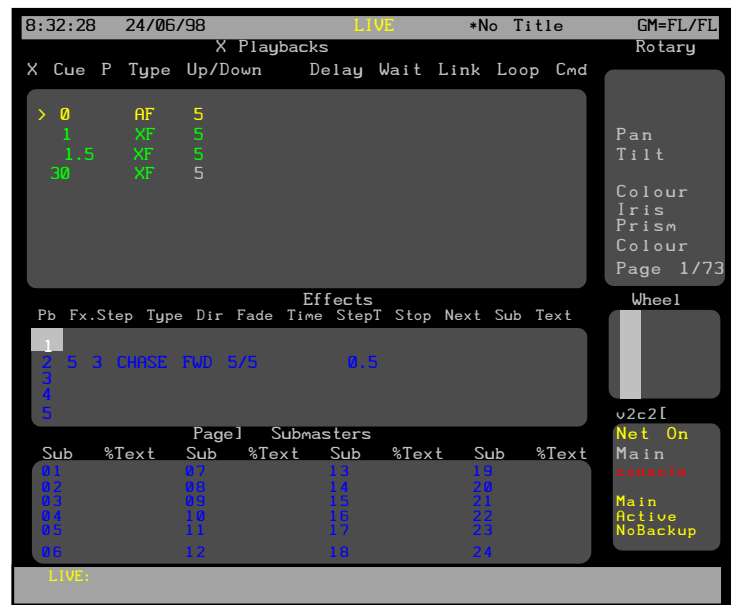 8:32:28 24/06/98 LIVE *No Title GM=FL/FL
X Playbacks
X Cue P Type Up/Down Delay Wait Link Loop Cmd
> 0 AF 5
1 XF 5
1.5 XF 5
30 XF 5
Rotary
Pan
Tilt
Colour
Iris
Prism
Colour
Page 1/73
Effects
Pb Fx.Step Type Dir Fade Time StepT Stop Next Sub Text
1
2 5 3 CHASE FWD 5/5 0.5
3
4
5
Wheel
v2c2[
Page] Submasters
Sub %Text Sub %Text Sub %Text Sub %Text
01 07 13 19
02 08 14 20
03 09 15 21
04 10 16 22
05 11 17 23
06 12 18 24
Net On
Main
console
Main
Active
NoBackup
LIVE: